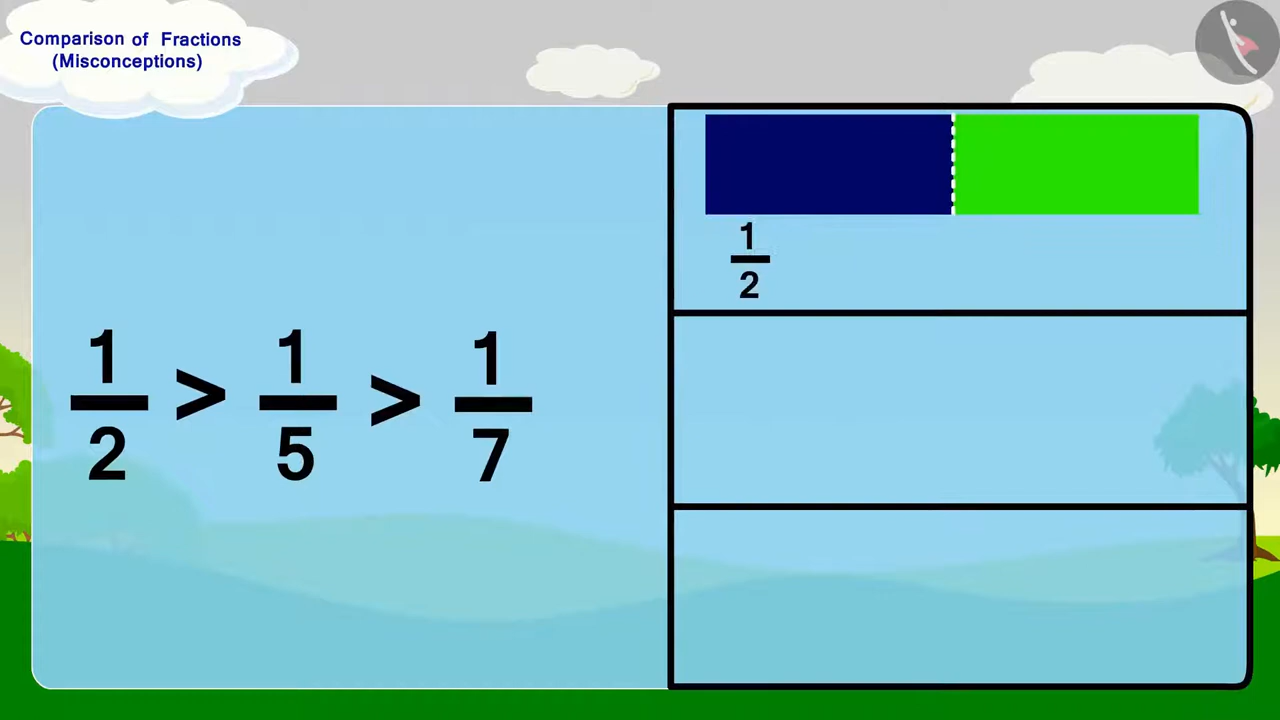 Comparison of Fractions
(Misconceptions)
1/2 > 1/5 > 1/7
1/2